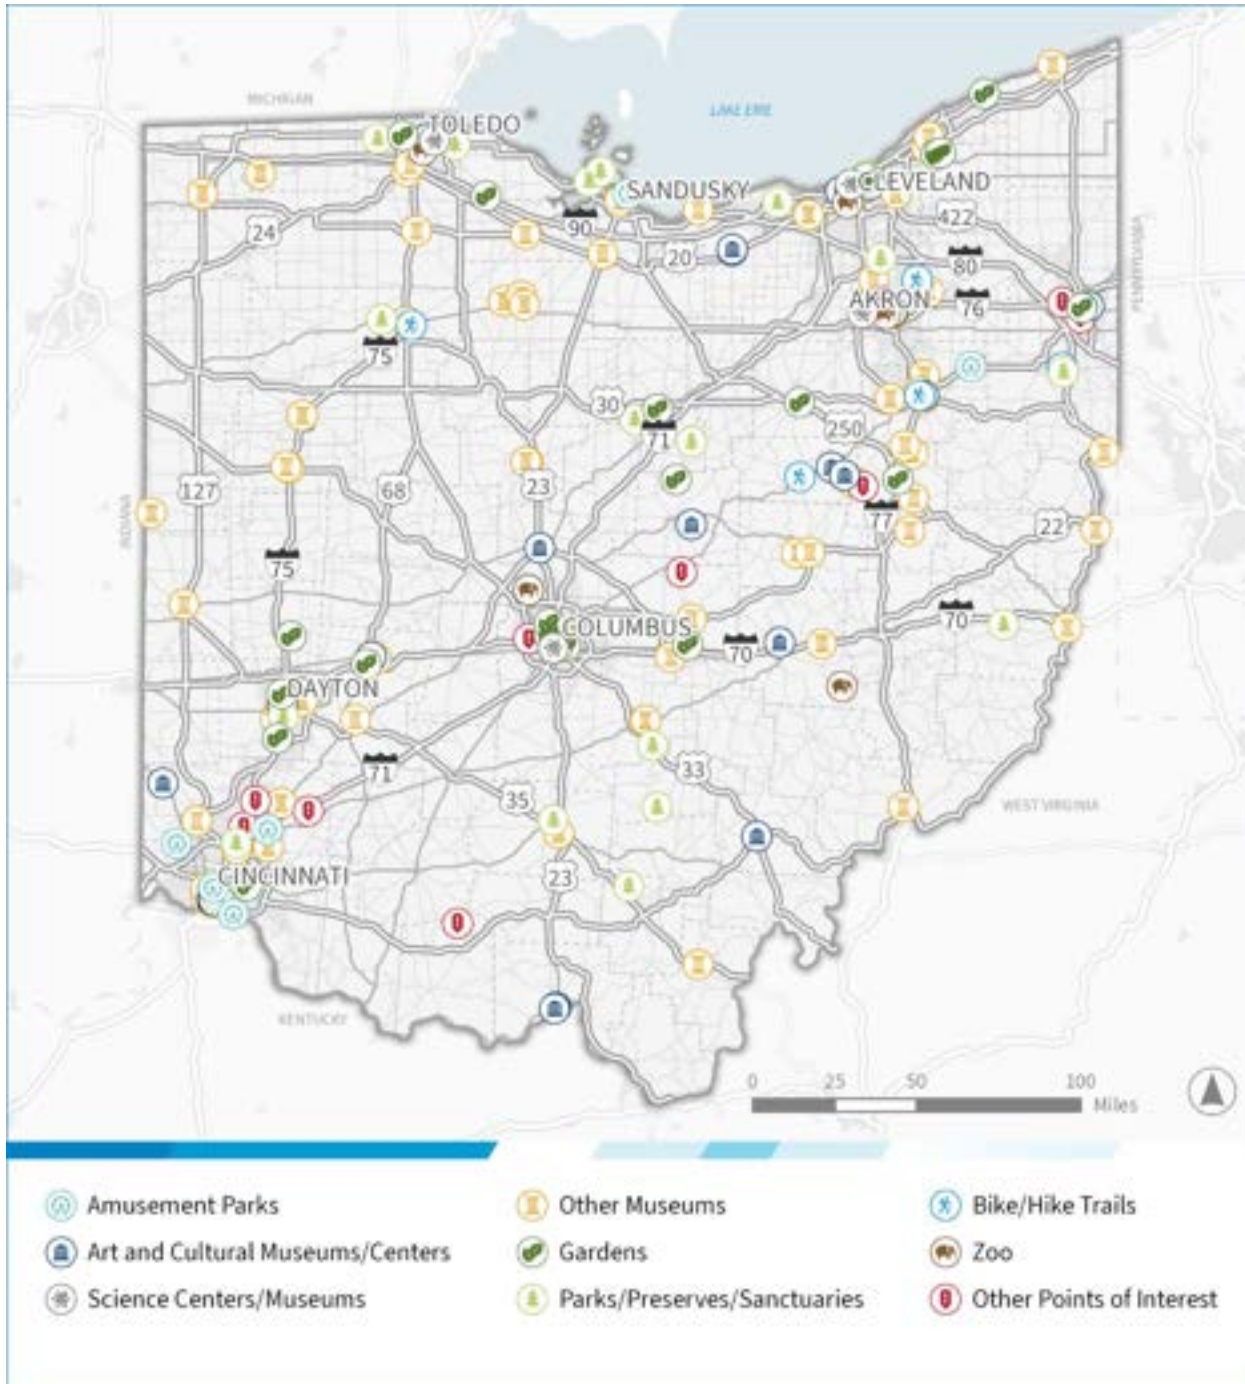 MICHIGAN
LAKE ERIE
TOLEDO
SANDUSKY
CLEVELAND
90
24
20
422
80
PENNSYLVANIA
AKRON
76
75
30
71
250
127
68
23
77
22
INDIANA
75
COLUMBUS
70
70
DAYTON
71
33
35
WEST VIRGINIA
CINCINNATI
23
KENTUCKY
0 25 50 100
Miles
Amusement Parks
Art and Cultural Museums/Centers
Science Centers/Museums
Other Museums
Gardens
Parks/Preserves/Sanctuaries
Bike/Hike Trails
Zoo
Other Points of Interest